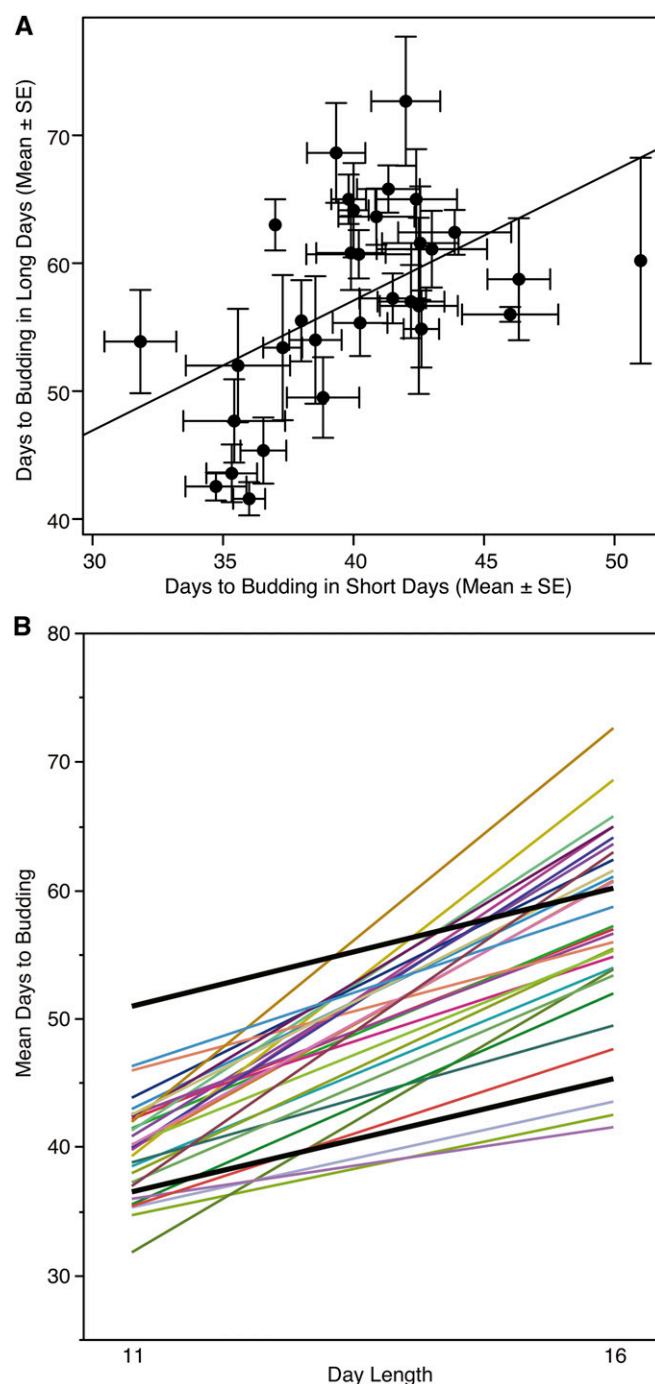 A
Days to Budding in Long Days (Mean ± SE)
70
60
50
40
30
35
40
45
50
Days to Budding in Short Days (Mean ± SE)
B
Mean Days to Budding
80
70
60
50
40
30
11
16
Day Length